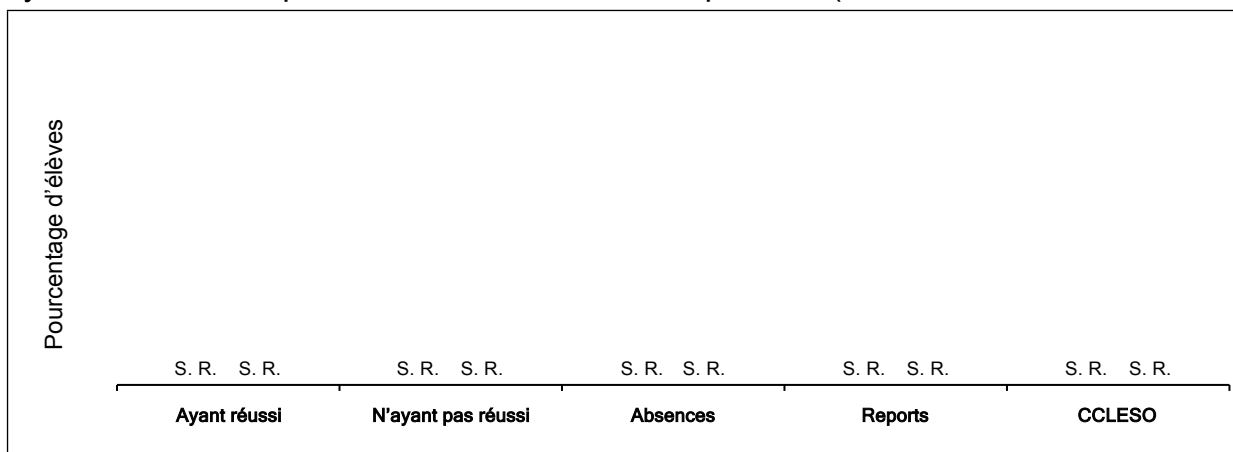 Pourcentage d'élèves
S. R. S. R. S. R. S. R. S. R. S. R. S. R. S. R. S. R. S. R.
Ayant réussi N'ayant pas réussi Absences Reports CCLESO